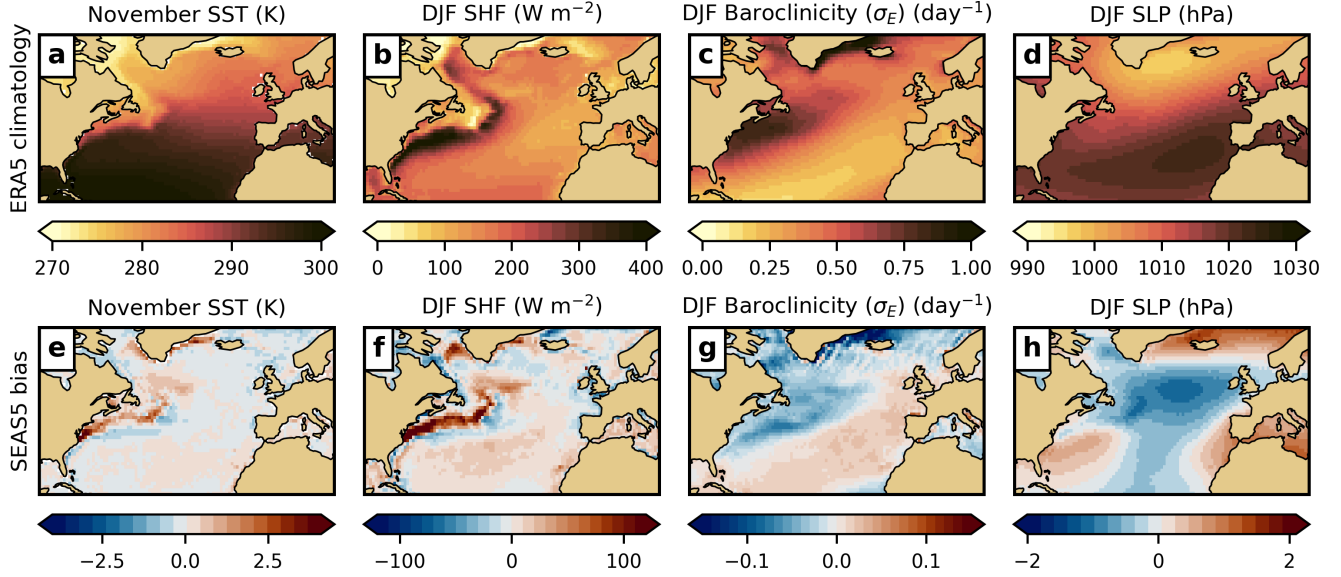 November SST (K) DJF SHF (W m⁻²) DJF Baroclinicity (σ_E) (day⁻¹) DJF SLP (hPa)
ERA5 climatology
a b c d
270 280 290 300 0 100 200 300 400 0.00 0.25 0.50 0.75 1.00 990 1000 1010 1020 1030
November SST (K) DJF SHF (W m⁻²) DJF Baroclinicity (σ_E) (day⁻¹) DJF SLP (hPa)
SEAS5 bias
e f g h
−2.5 0.0 2.5 −100 0 100 −0.1 0.0 0.1 −2 0 2